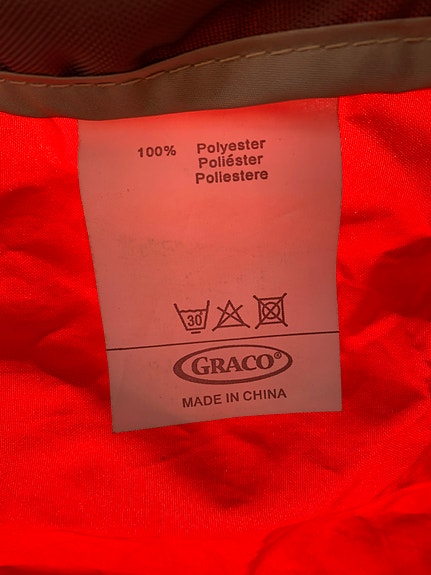 100% Polyester
Poliéster
Poliestere
30
GRACO®
MADE IN CHINA